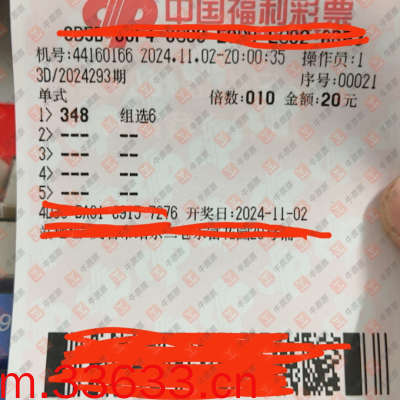 中国福利彩票
机号:44160166 2024.11.02-20:00:35 操作员:1
3D/2024293期 序号:00021
单式 倍数:010 金额:20元
1> 348 组选6
2> -- --
3> -- --
4> -- --
5> -- --
7276 开奖日:2024-11-02
m.33633.cn